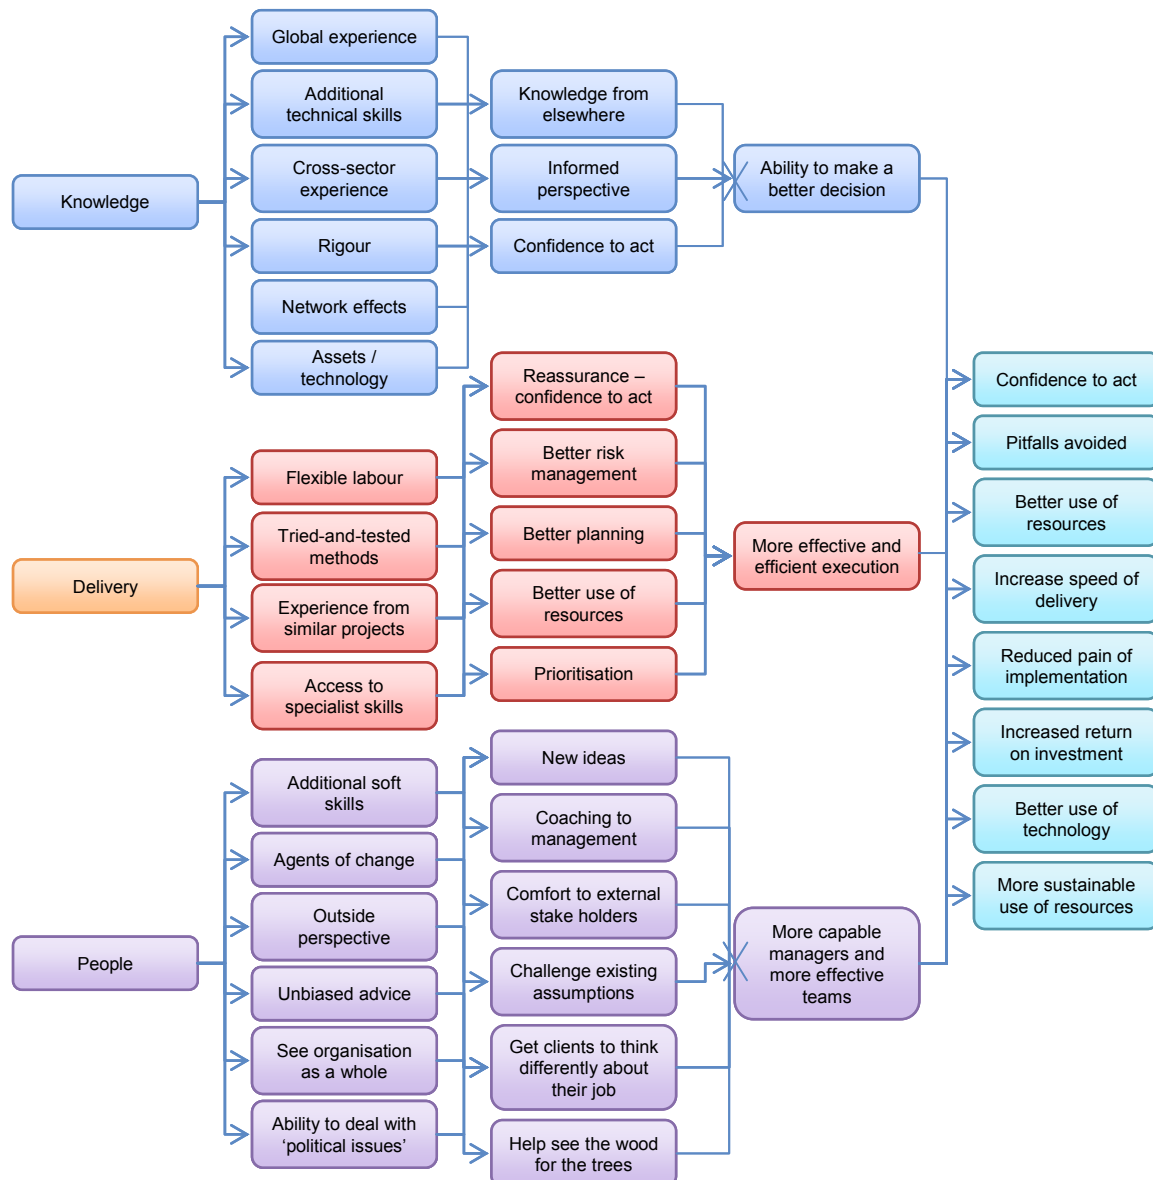 Knowledge
Global experience
Additional
technical skills
Cross-sector
experience
Rigour
Network effects
Assets /
technology
Knowledge from
elsewhere
Informed
perspective
Confidence to act
Ability to make a
better decision
Delivery
Flexible labour
Tried-and-tested
methods
Experience from
similar projects
Access to
specialist skills
Reassurance –
confidence to act
Better risk
management
Better planning
Better use of
resources
Prioritisation
More effective and
efficient execution
People
Additional soft
skills
Agents of change
Outside
perspective
Unbiased advice
See organisation
as a whole
Ability to deal with
‘political issues’
New ideas
Coaching to
management
Comfort to external
stake holders
Challenge existing
assumptions
Get clients to think
differently about
their job
Help see the wood
for the trees
More capable
managers and
more effective
teams
Confidence to
act
Pitfalls avoided
Better use of
resources
Increase speed of
delivery
Reduced pain of
implementation
Increased return
on investment
Better use of
technology
More sustainable
use of resources